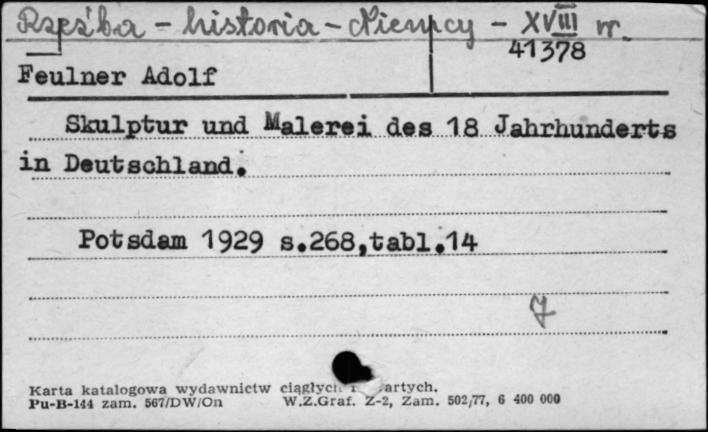 Rzeźba - historia - Niemcy - XVIII w.
41378
Feulner Adolf
Skulptur und Malerei des 18 Jahrhunderts
in Deutschland.
Potsdam 1929 s.268,tabl.14
Karta katalogowa wydawnictw ciągłych
Pu-B-144 zam. 567/DW/On W.Z.Graf. Z-2, Zam. 502/77, 6 400 000